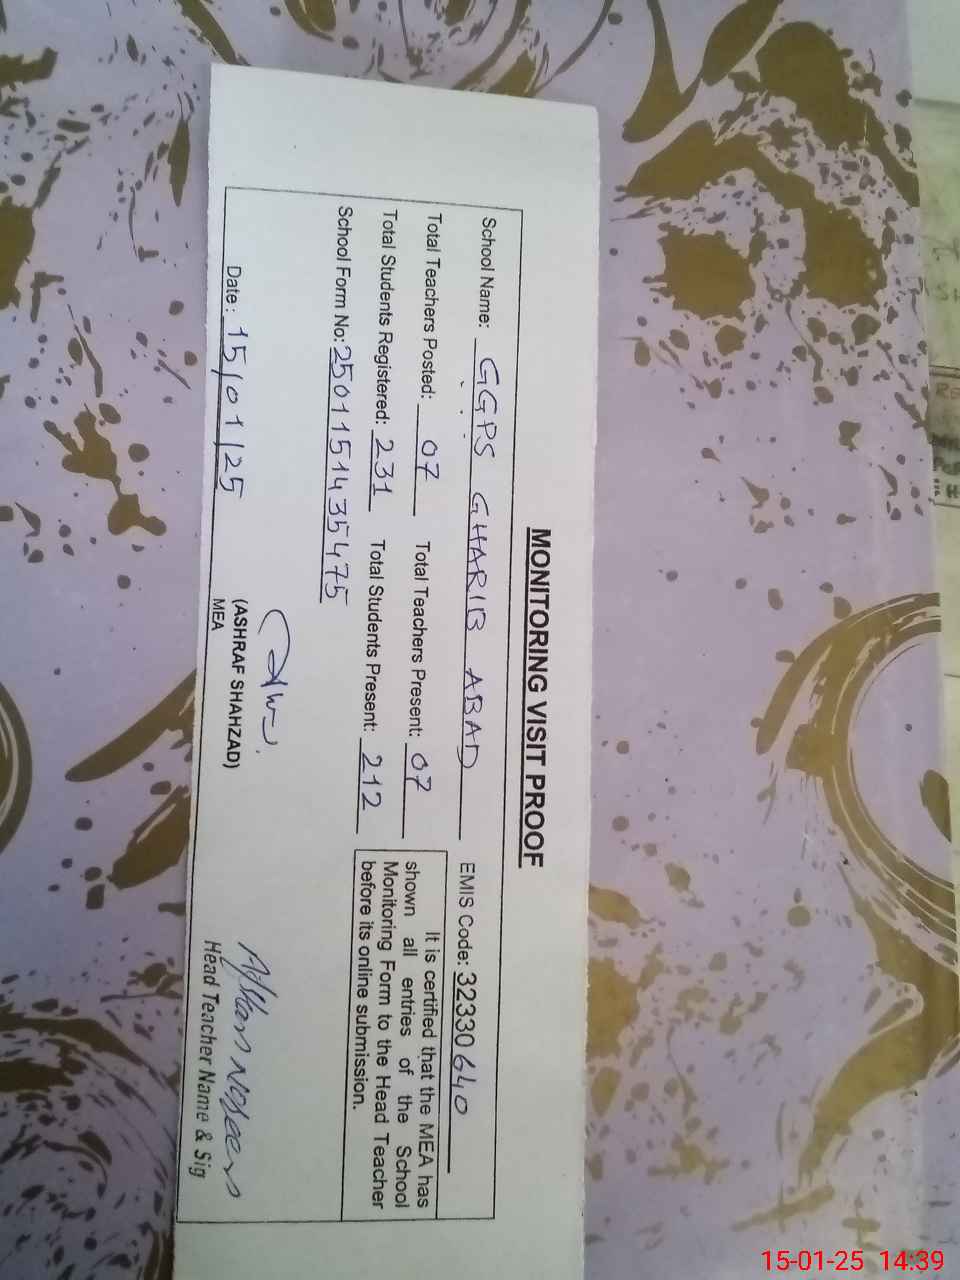 MONITORING VISIT PROOF
School Name: GGPS GHARIB ABAD EMIS Code: 32330640
Total Teachers Posted: 07 Total Teachers Present: 07
Total Students Registered: 231 Total Students Present: 212
School Form No: 2501151435475
It is certified that the MEA has
shown all entries of the School
Monitoring Form to the Head Teacher
before its online submission.
Date: 15/01/25
(ASHRAF SHAHZAD)
MEA
Head Teacher Name & Sig
15-01-25 14:39